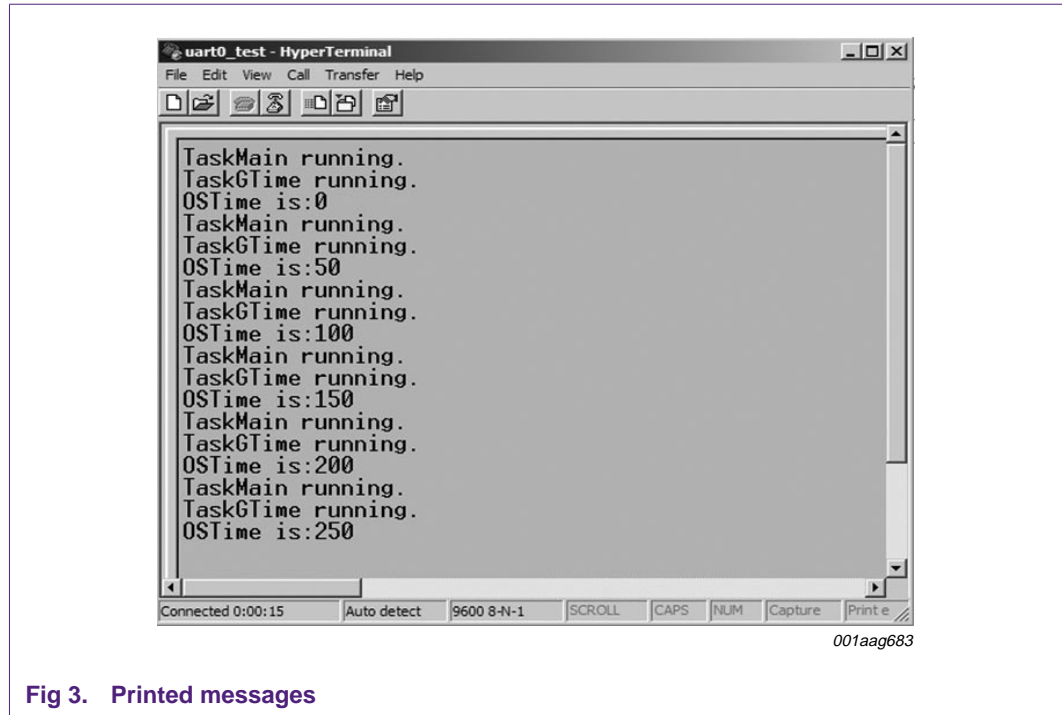 uart0_test - HyperTerminal
File Edit View Call Transfer Help
TaskMain running.
TaskGTime running.
OSTime is:0
TaskMain running.
TaskGTime running.
OSTime is:50
TaskMain running.
TaskGTime running.
OSTime is:100
TaskMain running.
TaskGTime running.
OSTime is:150
TaskMain running.
TaskGTime running.
OSTime is:200
TaskMain running.
TaskGTime running.
OSTime is:250
Connected 0:00:15 Auto detect 9600 8-N-1 SCROLL CAPS NUM Capture Print e
001aag683
Fig 3. Printed messages